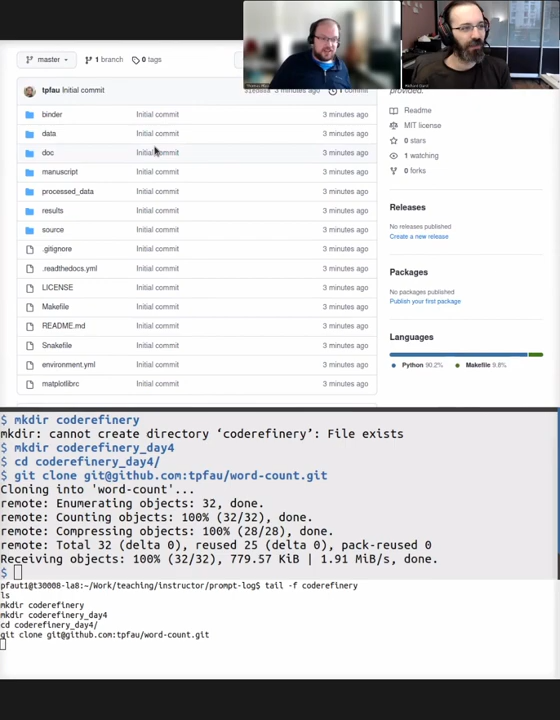 master
1 branch
0 tags
provided.
tpfau Initial commit
3 minutes ago
binder Initial commit 3 minutes ago
data Initial commit 3 minutes ago
doc Initial commit 3 minutes ago
manuscript Initial commit 3 minutes ago
processed_data Initial commit 3 minutes ago
results Initial commit 3 minutes ago
source Initial commit 3 minutes ago
.gitignore Initial commit 3 minutes ago
.readthedocs.yml Initial commit 3 minutes ago
LICENSE Initial commit 3 minutes ago
Makefile Initial commit 3 minutes ago
README.md Initial commit 3 minutes ago
Snakefile Initial commit 3 minutes ago
environment.yml Initial commit 3 minutes ago
matplotlibrc Initial commit 3 minutes ago
Readme
MIT license
0 stars
1 watching
0 forks
Releases
No releases published
Create a new release
Packages
No packages published
Publish your first package
Languages
Python 90.2% Makefile 9.8%
$ mkdir coderefinery
mkdir: cannot create directory ‘coderefinery’: File exists
$ mkdir coderefinery_day4
$ cd coderefinery_day4/
$ git clone git@github.com:tpfau/word-count.git
Cloning into 'word-count'...
remote: Enumerating objects: 32, done.
remote: Counting objects: 100% (32/32), done.
remote: Compressing objects: 100% (28/28), done.
remote: Total 32 (delta 0), reused 25 (delta 0), pack-reused 0
Receiving objects: 100% (32/32), 779.57 KiB | 1.91 MiB/s, done.
$
pfaut1@t30008-la8:~/Work/teaching/instructor/prompt-log$ tail -f coderefinery
ls
mkdir coderefinery
mkdir coderefinery_day4
cd coderefinery_day4/
git clone git@github.com:tpfau/word-count.git